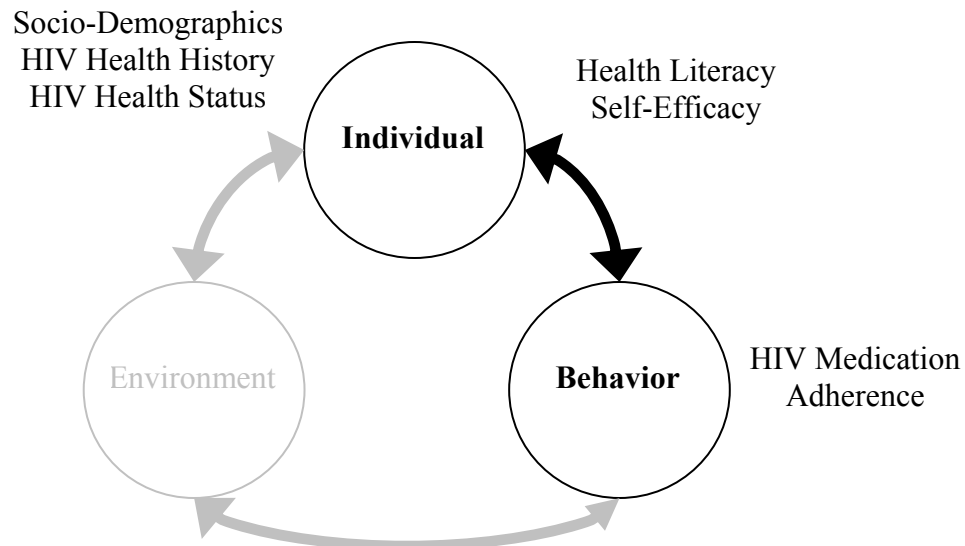 Socio-Demographics
HIV Health History
HIV Health Status
Health Literacy
Self-Efficacy
Individual
Environment
Behavior
HIV Medication
Adherence